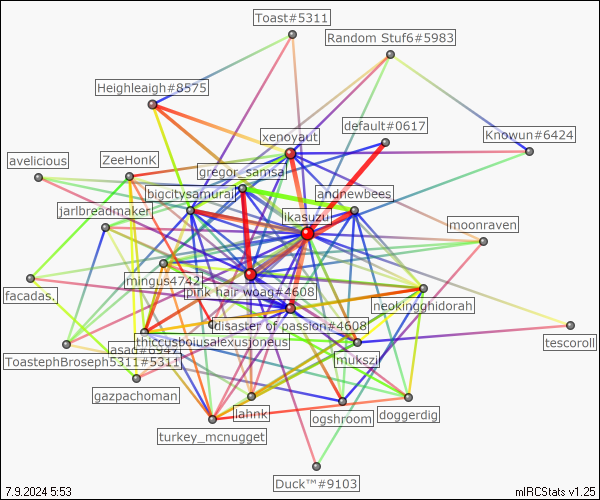 Toast#5311
Random Stuf6#5983
Heighleaigh#8575
default#0617
Knowun#6424
xenoyaut
avelicious
ZeeHonK
gregor_samsa
bigcitysamurai
andnewbees
jarlbreadmaker
ikasuzu
moonraven
mingus4742
pink hair woag#4608
facadas.
neokingghidorah
disaster of passion#4608
thiccusboiusalexusjoneus
tescoroll
ToastephBroseph5311#5311
mukszi
gazpachoman
lahnk
ogshroom
doggerdig
turkey_mcnugget
Duck™#9103
7.9.2024 5:53
mIRCStats v1.25